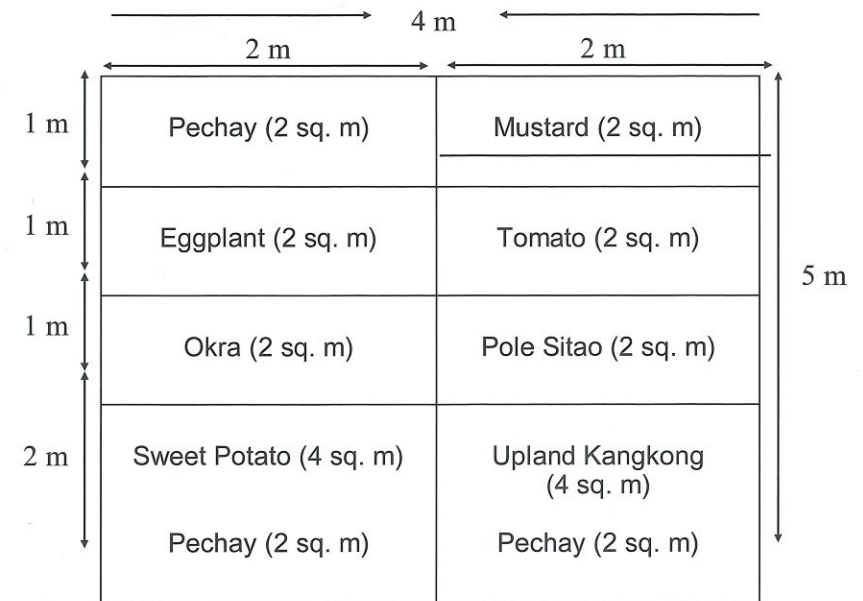 4 m
2 m
2 m
1 m
Pechay (2 sq. m)
Mustard (2 sq. m)
1 m
Eggplant (2 sq. m)
Tomato (2 sq. m)
5 m
1 m
Okra (2 sq. m)
Pole Sitao (2 sq. m)
2 m
Sweet Potato (4 sq. m)
Upland Kangkong
(4 sq. m)
Pechay (2 sq. m)
Pechay (2 sq. m)